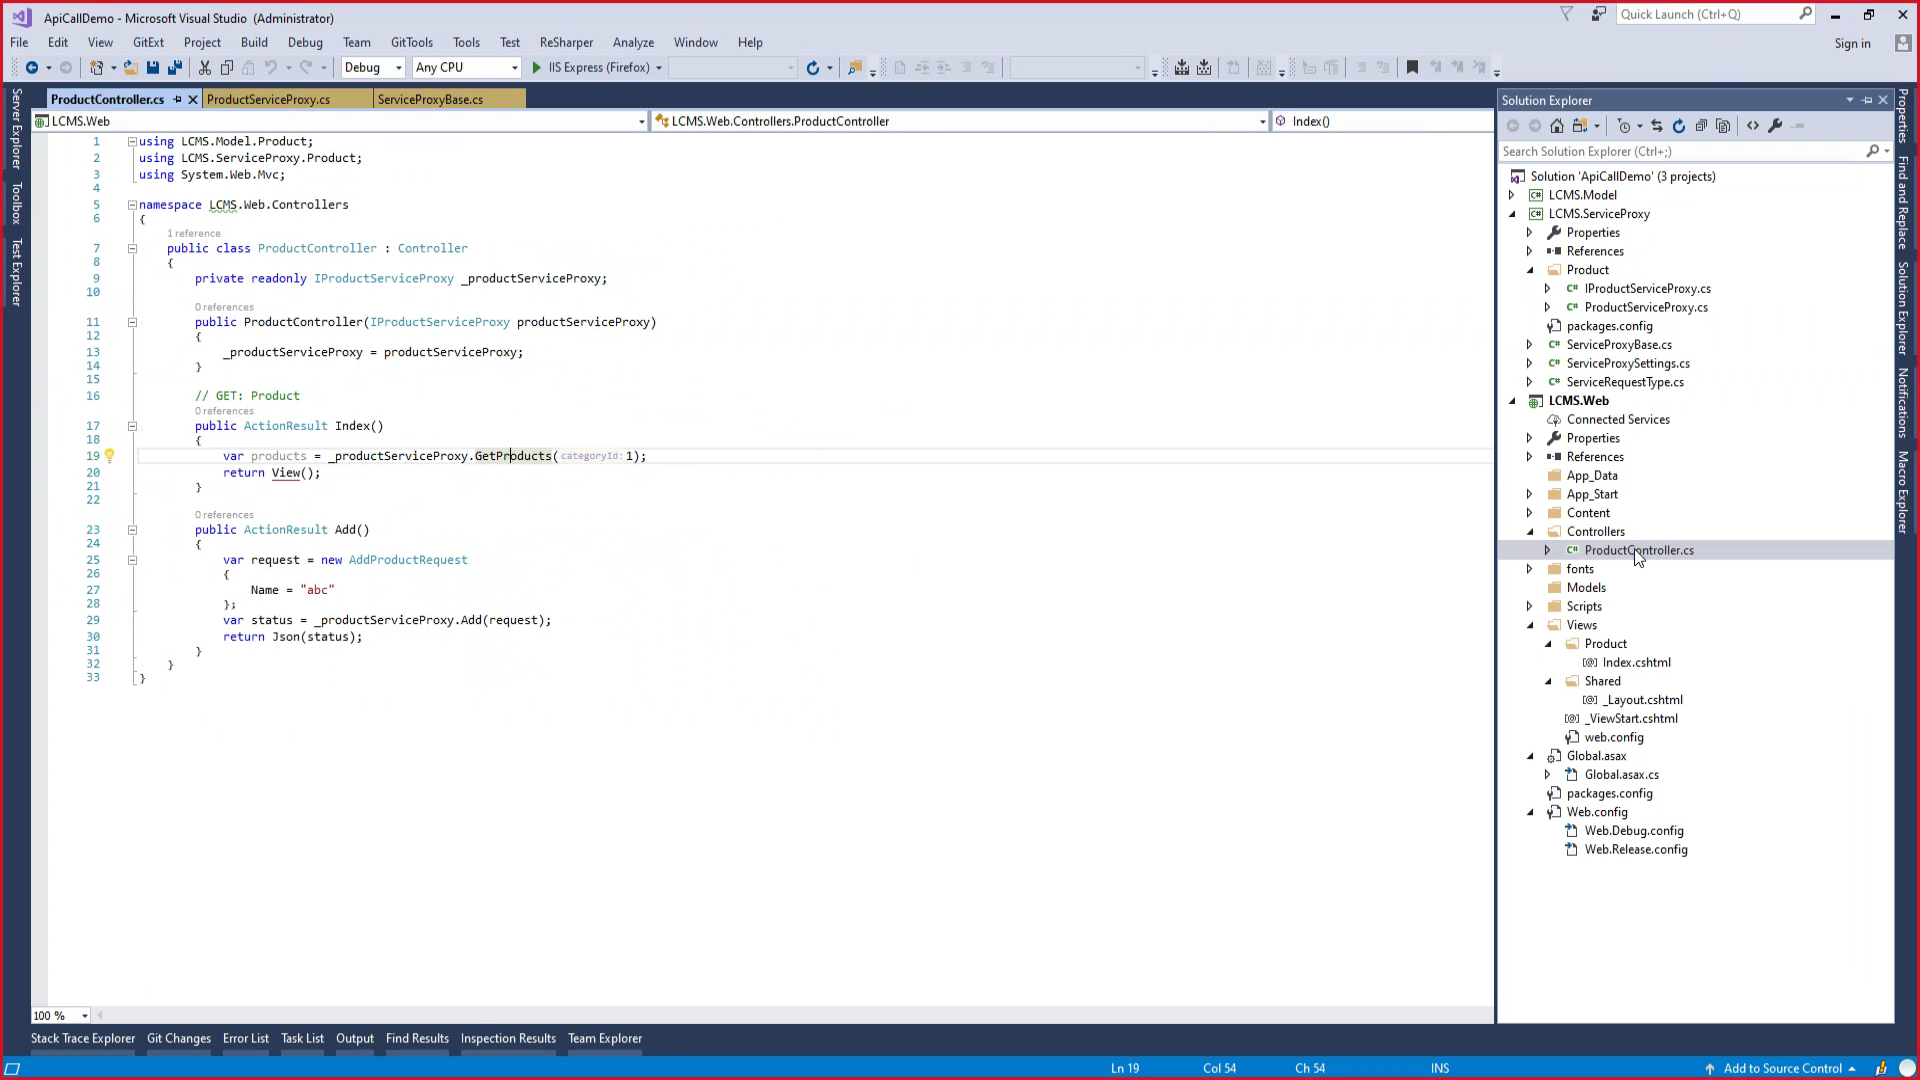 ApiCallDemo - Microsoft Visual Studio (Administrator)
Quick Launch (Ctrl+Q)
File Edit View GitExt Project Build Debug Team GitTools Tools Test ReSharper Analyze Window Help
Sign in
Debug Any CPU IIS Express (Firefox)
ProductController.cs ProductServiceProxy.cs ServiceProxyBase.cs
LCMS.Web LCMS.Web.Controllers.ProductController Index()
Server Explorer
Toolbox
Test Explorer
1 using LCMS.Model.Product;
2 using LCMS.ServiceProxy.Product;
3 using System.Web.Mvc;
4
5 namespace LCMS.Web.Controllers
6 {
1 reference
7 public class ProductController : Controller
8 {
9 private readonly IProductServiceProxy _productServiceProxy;
10
0 references
11 public ProductController(IProductServiceProxy productServiceProxy)
12 {
13 _productServiceProxy = productServiceProxy;
14 }
15
16 // GET: Product
0 references
17 public ActionResult Index()
18 {
19 var products = _productServiceProxy.GetProducts( categoryId: 1);
20 return View();
21 }
22
0 references
23 public ActionResult Add()
24 {
25 var request = new AddProductRequest
26 {
27 Name = "abc"
28 };
29 var status = _productServiceProxy.Add(request);
30 return Json(status);
31 }
32 }
33 }
100 %
Solution Explorer
Search Solution Explorer (Ctrl+;)
Solution 'ApiCallDemo' (3 projects)
LCMS.Model
LCMS.ServiceProxy
Properties
References
Product
IProductServiceProxy.cs
ProductServiceProxy.cs
packages.config
ServiceProxyBase.cs
ServiceProxySettings.cs
ServiceRequestType.cs
LCMS.Web
Connected Services
Properties
References
App_Data
App_Start
Content
Controllers
ProductController.cs
fonts
Models
Scripts
Views
Product
Index.cshtml
Shared
_Layout.cshtml
_ViewStart.cshtml
web.config
Global.asax
Global.asax.cs
packages.config
Web.config
Web.Debug.config
Web.Release.config
Properties
Find and Replace
Solution Explorer
Notifications
Macro Explorer
Stack Trace Explorer Git Changes Error List Task List Output Find Results Inspection Results Team Explorer
Ln 19 Col 54 Ch 54 INS Add to Source Control